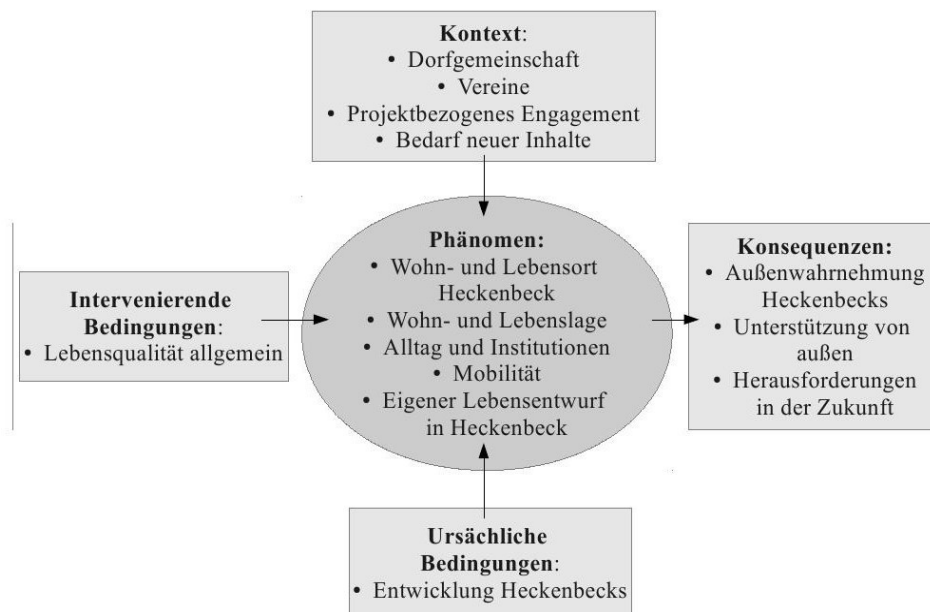 Kontext:
• Dorfgemeinschaft
• Vereine
• Projektbezogenes Engagement
• Bedarf neuer Inhalte
Intervenierende
Bedingungen:
• Lebensqualität allgemein
Phänomen:
• Wohn- und Lebensort
Heckenbeck
• Wohn- und Lebenslage
• Alltag und Institutionen
• Mobilität
• Eigener Lebensentwurf
in Heckenbeck
Konsequenzen:
• Außenwahrnehmung
Heckenbecks
• Unterstützung von
außen
• Herausforderungen
in der Zukunft
Ursächliche
Bedingungen:
• Entwicklung Heckenbecks